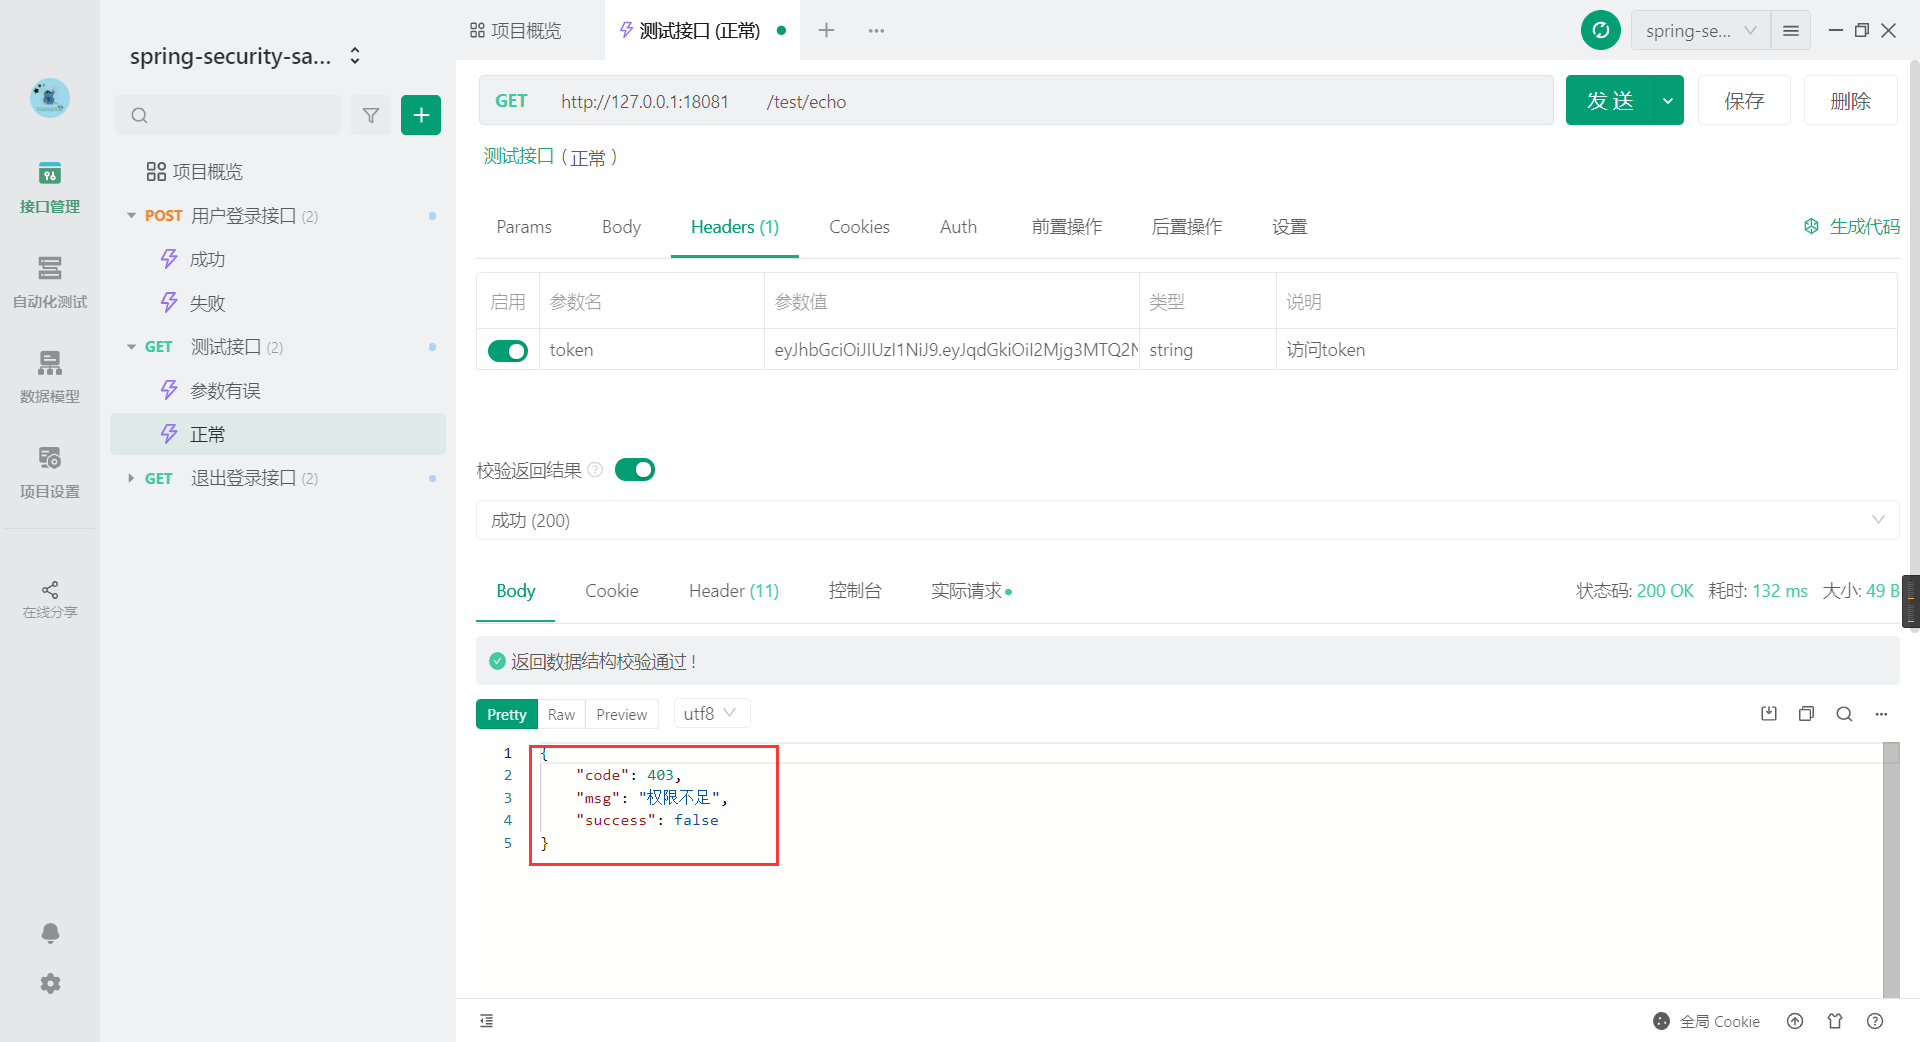 接口管理
自动化测试
数据模型
项目设置
在线分享
spring-security-sa...
项目概览
POST 用户登录接口 (2)
成功
失败
GET 测试接口 (2)
参数有误
正常
GET 退出登录接口 (2)
项目概览
测试接口 (正常)
spring-se...
GET http://127.0.0.1:18081 /test/echo
发 送
保存
删除
测试接口 ( 正常 )
Params Body Headers (1) Cookies Auth 前置操作 后置操作 设置
生成代码
启用 参数名 参数值 类型 说明
token eyJhbGciOiJIUzI1NiJ9.eyJqdGkiOiI2Mjg3MTQ2N string 访问token
校验返回结果
成功 (200)
Body Cookie Header (11) 控制台 实际请求
状态码: 200 OK 耗时: 132 ms 大小: 49 B
返回数据结构校验通过 !
Pretty Raw Preview utf8
1 {
2 "code": 403,
3 "msg": "权限不足",
4 "success": false
5 }
全局 Cookie